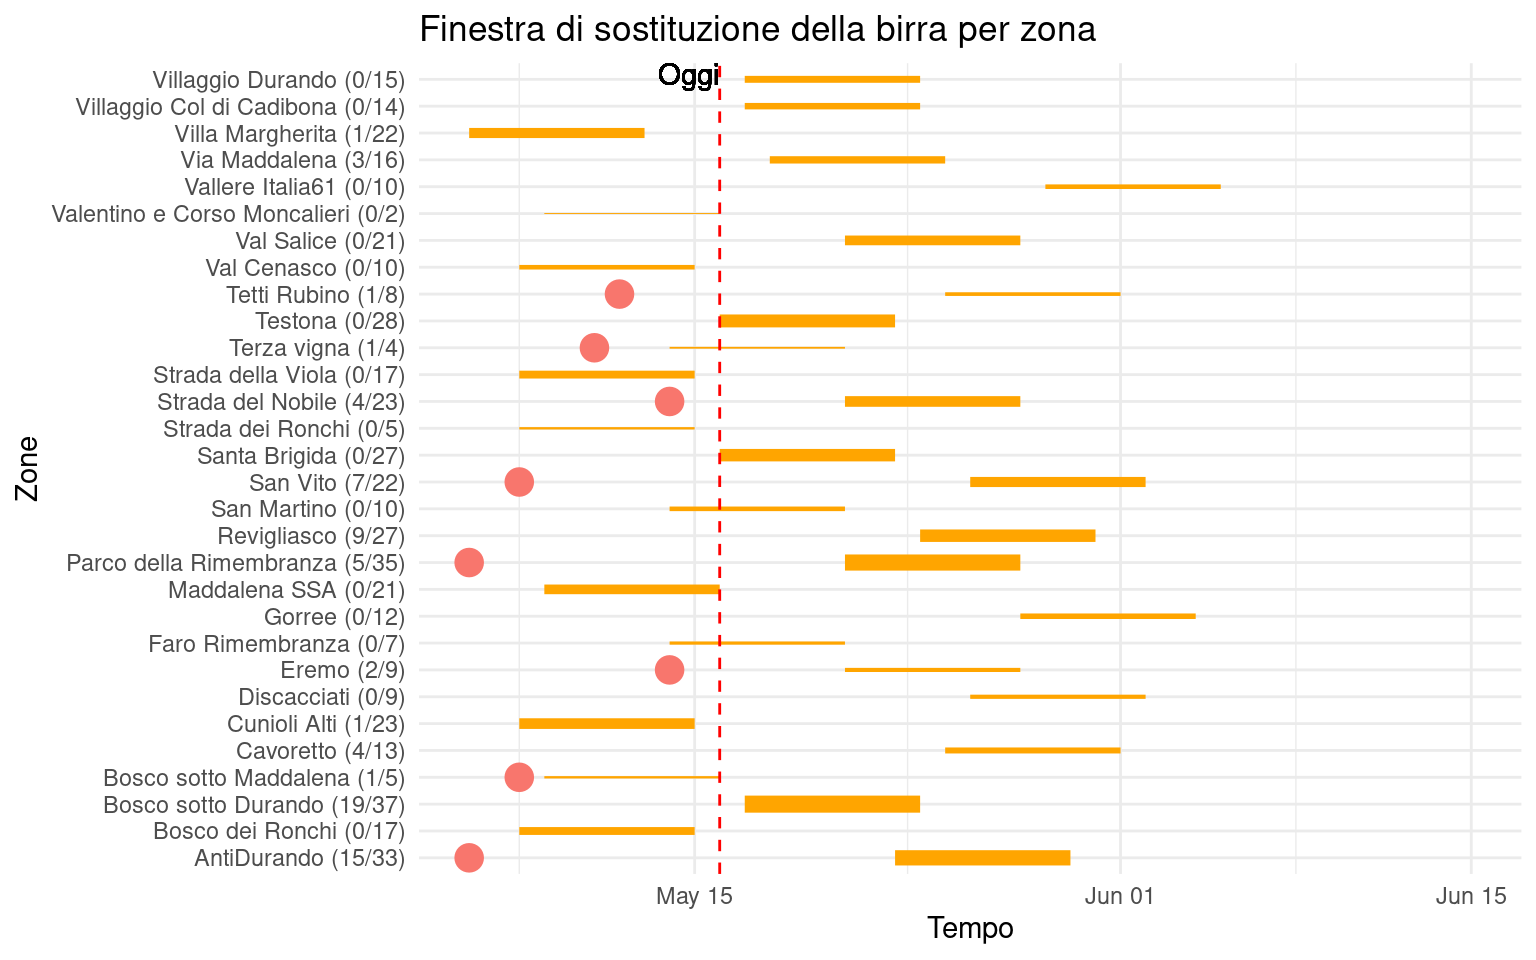 Finestra di sostituzione della birra per zona
Oggi
Villaggio Durando (0/15)
Villaggio Col di Cadibona (0/14)
Villa Margherita (1/22)
Via Maddalena (3/16)
Vallere Italia61 (0/10)
Valentino e Corso Moncalieri (0/2)
Val Salice (0/21)
Val Cenasco (0/10)
Tetti Rubino (1/8)
Testona (0/28)
Terza vigna (1/4)
Strada della Viola (0/17)
Strada del Nobile (4/23)
Strada dei Ronchi (0/5)
Santa Brigida (0/27)
San Vito (7/22)
San Martino (0/10)
Revigliasco (9/27)
Parco della Rimembranza (5/35)
Maddalena SSA (0/21)
Gorree (0/12)
Faro Rimembranza (0/7)
Eremo (2/9)
Discacciati (0/9)
Cunioli Alti (1/23)
Cavoretto (4/13)
Bosco sotto Maddalena (1/5)
Bosco sotto Durando (19/37)
Bosco dei Ronchi (0/17)
AntiDurando (15/33)
Zone
May 15
Jun 01
Jun 15
Tempo